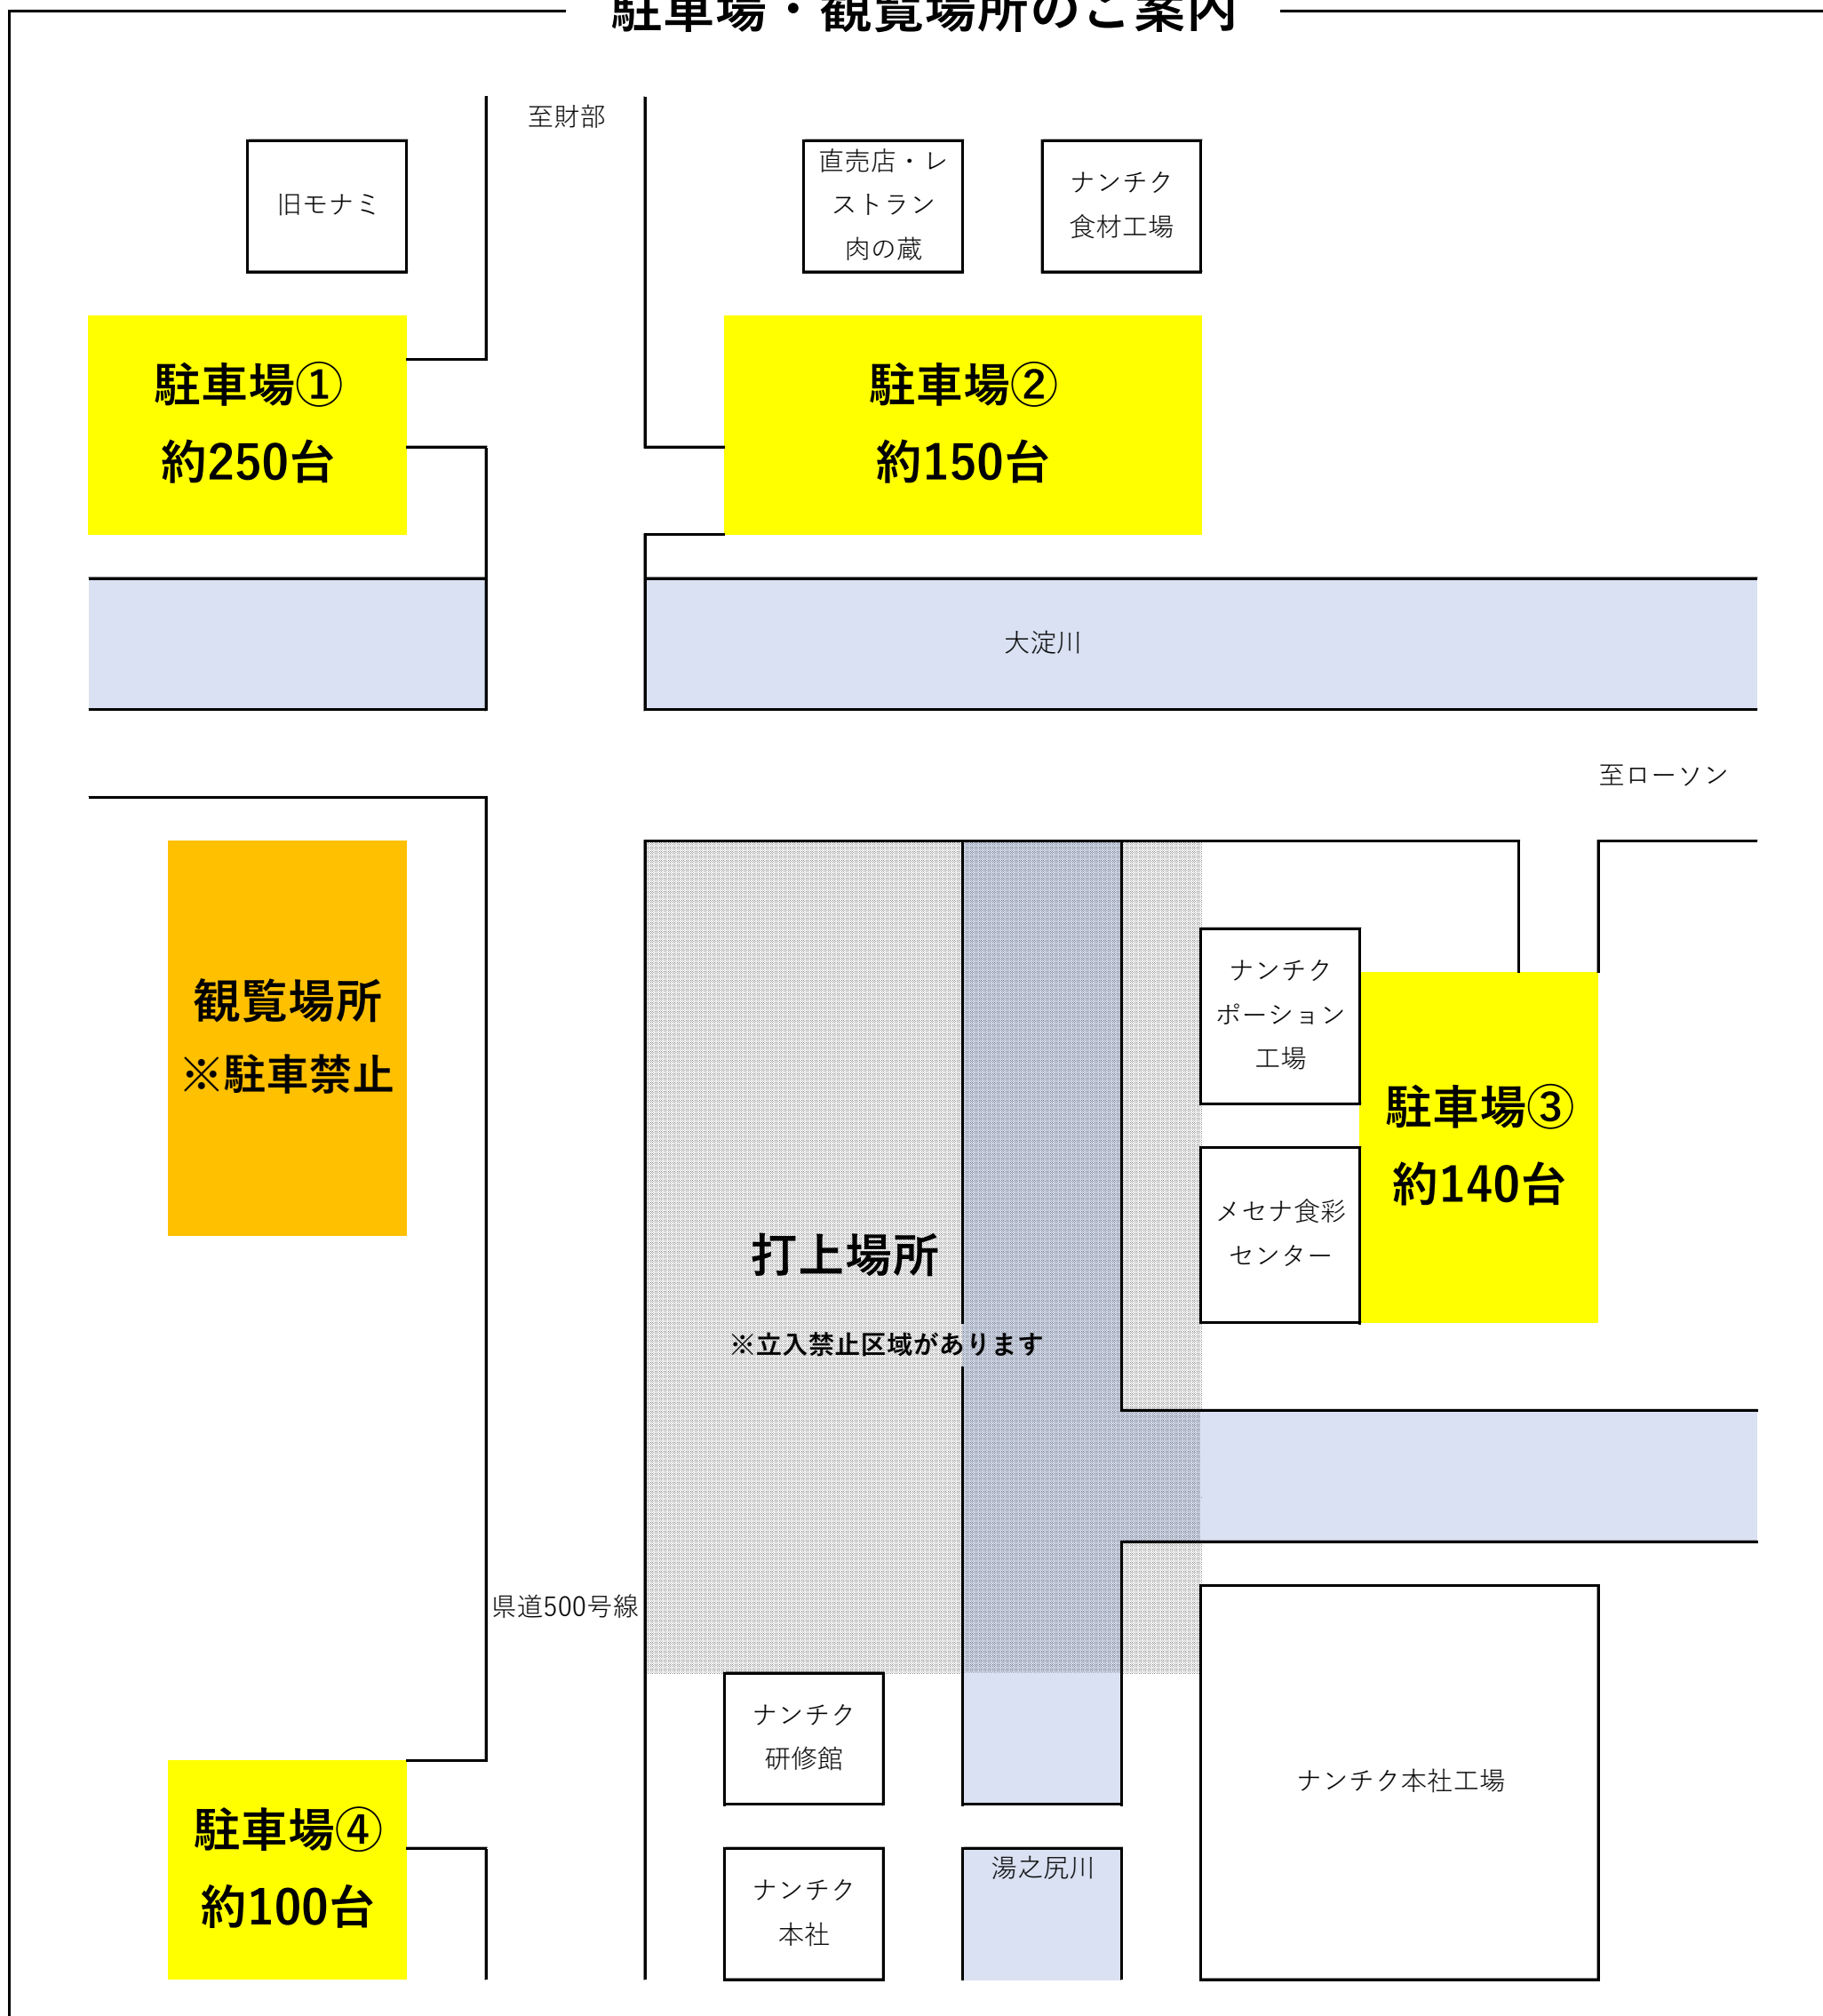 駐車場・観覧場所のご案内
至財部
旧モナミ
直売店・レ
ストラン
肉の蔵
ナンチク
食材工場
駐車場①
約250台
駐車場②
約150台
大淀川
至ローソン
観覧場所
※駐車禁止
ナンチク
ポーション
工場
駐車場③
約140台
メセナ食彩
センター
打上場所
※立入禁止区域があります
県道500号線
ナンチク
研修館
ナンチク本社工場
駐車場④
約100台
ナンチク
本社
湯之尻川